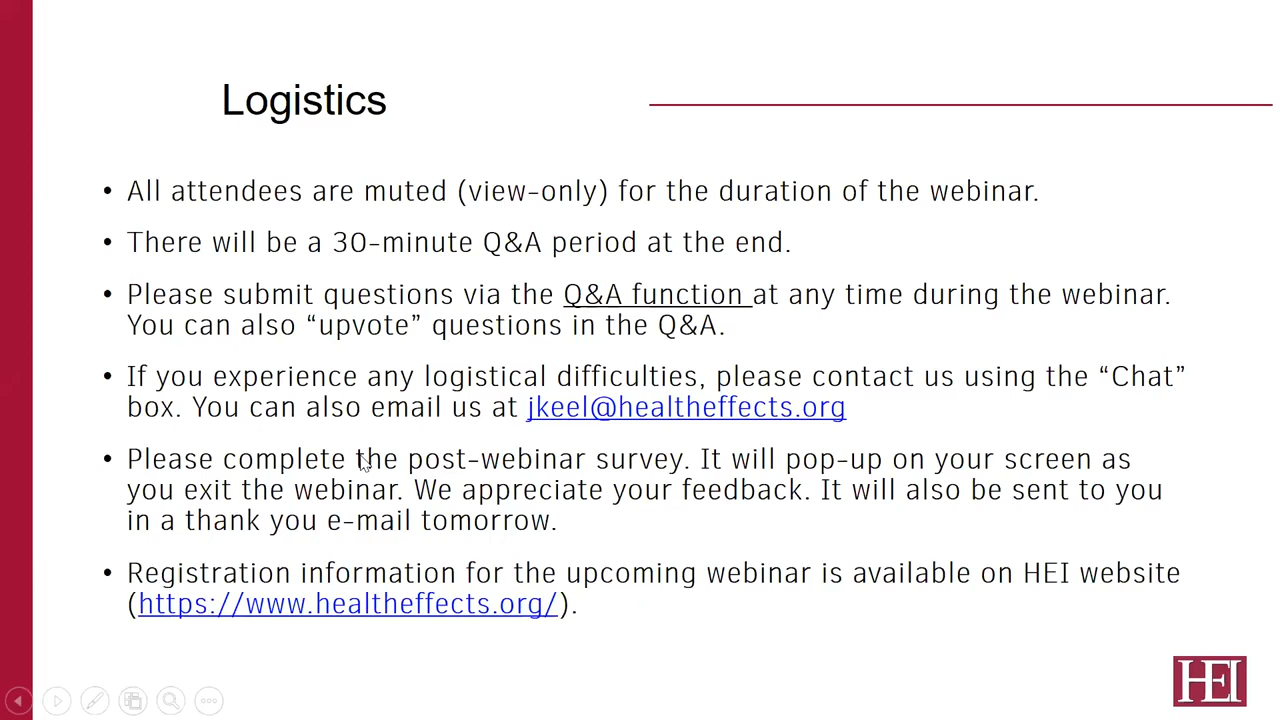 Logistics
• All attendees are muted (view-only) for the duration of the webinar.
• There will be a 30-minute Q&A period at the end.
• Please submit questions via the Q&A function at any time during the webinar.
You can also “upvote” questions in the Q&A.
• If you experience any logistical difficulties, please contact us using the “Chat”
box. You can also email us at jkeel@healtheffects.org
• Please complete the post-webinar survey. It will pop-up on your screen as
you exit the webinar. We appreciate your feedback. It will also be sent to you
in a thank you e-mail tomorrow.
• Registration information for the upcoming webinar is available on HEI website
(https://www.healtheffects.org/).
HEI